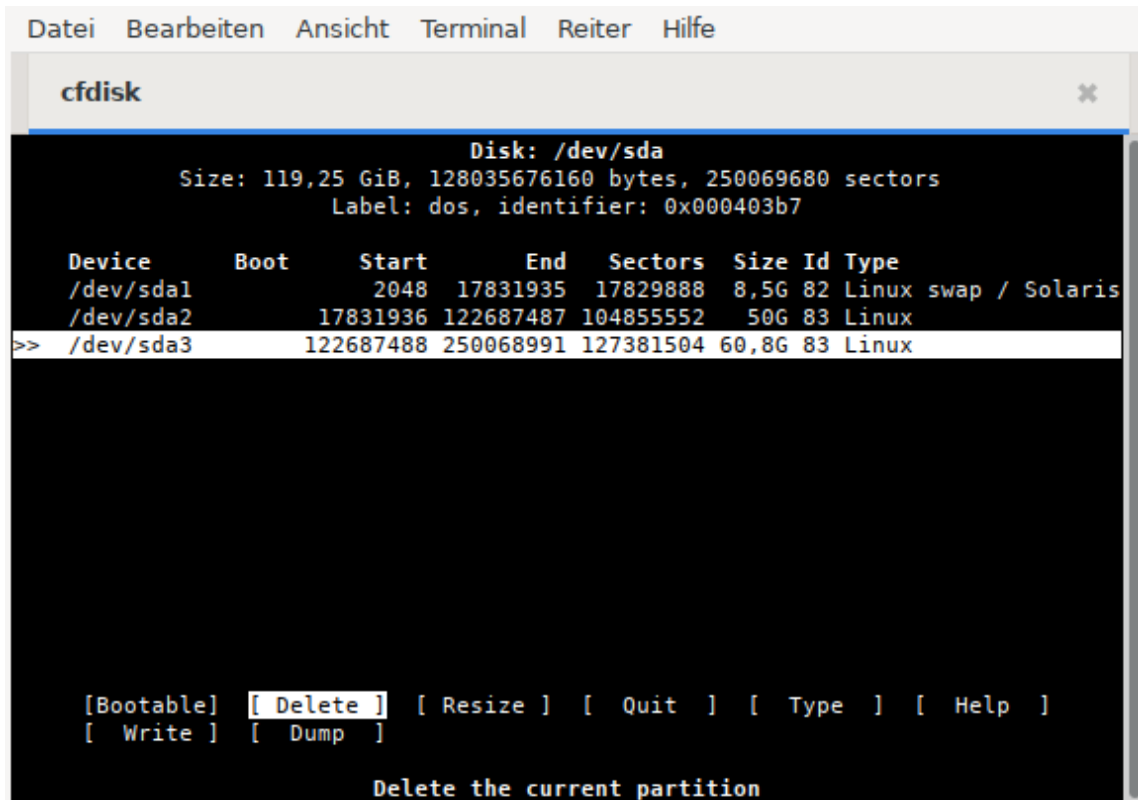 Datei Bearbeiten Ansicht Terminal Reiter Hilfe
cfdisk
Disk: /dev/sda
Size: 119,25 GiB, 128035676160 bytes, 250069680 sectors
Label: dos, identifier: 0x000403b7
Device Boot Start End Sectors Size Id Type
/dev/sda1 2048 17831935 17829888 8,5G 82 Linux swap / Solaris
/dev/sda2 17831936 122687487 104855552 50G 83 Linux
>> /dev/sda3 122687488 250068991 127381504 60,8G 83 Linux
[Bootable] [ Delete ] [ Resize ] [ Quit ] [ Type ] [ Help ]
[ Write ] [ Dump ]
Delete the current partition